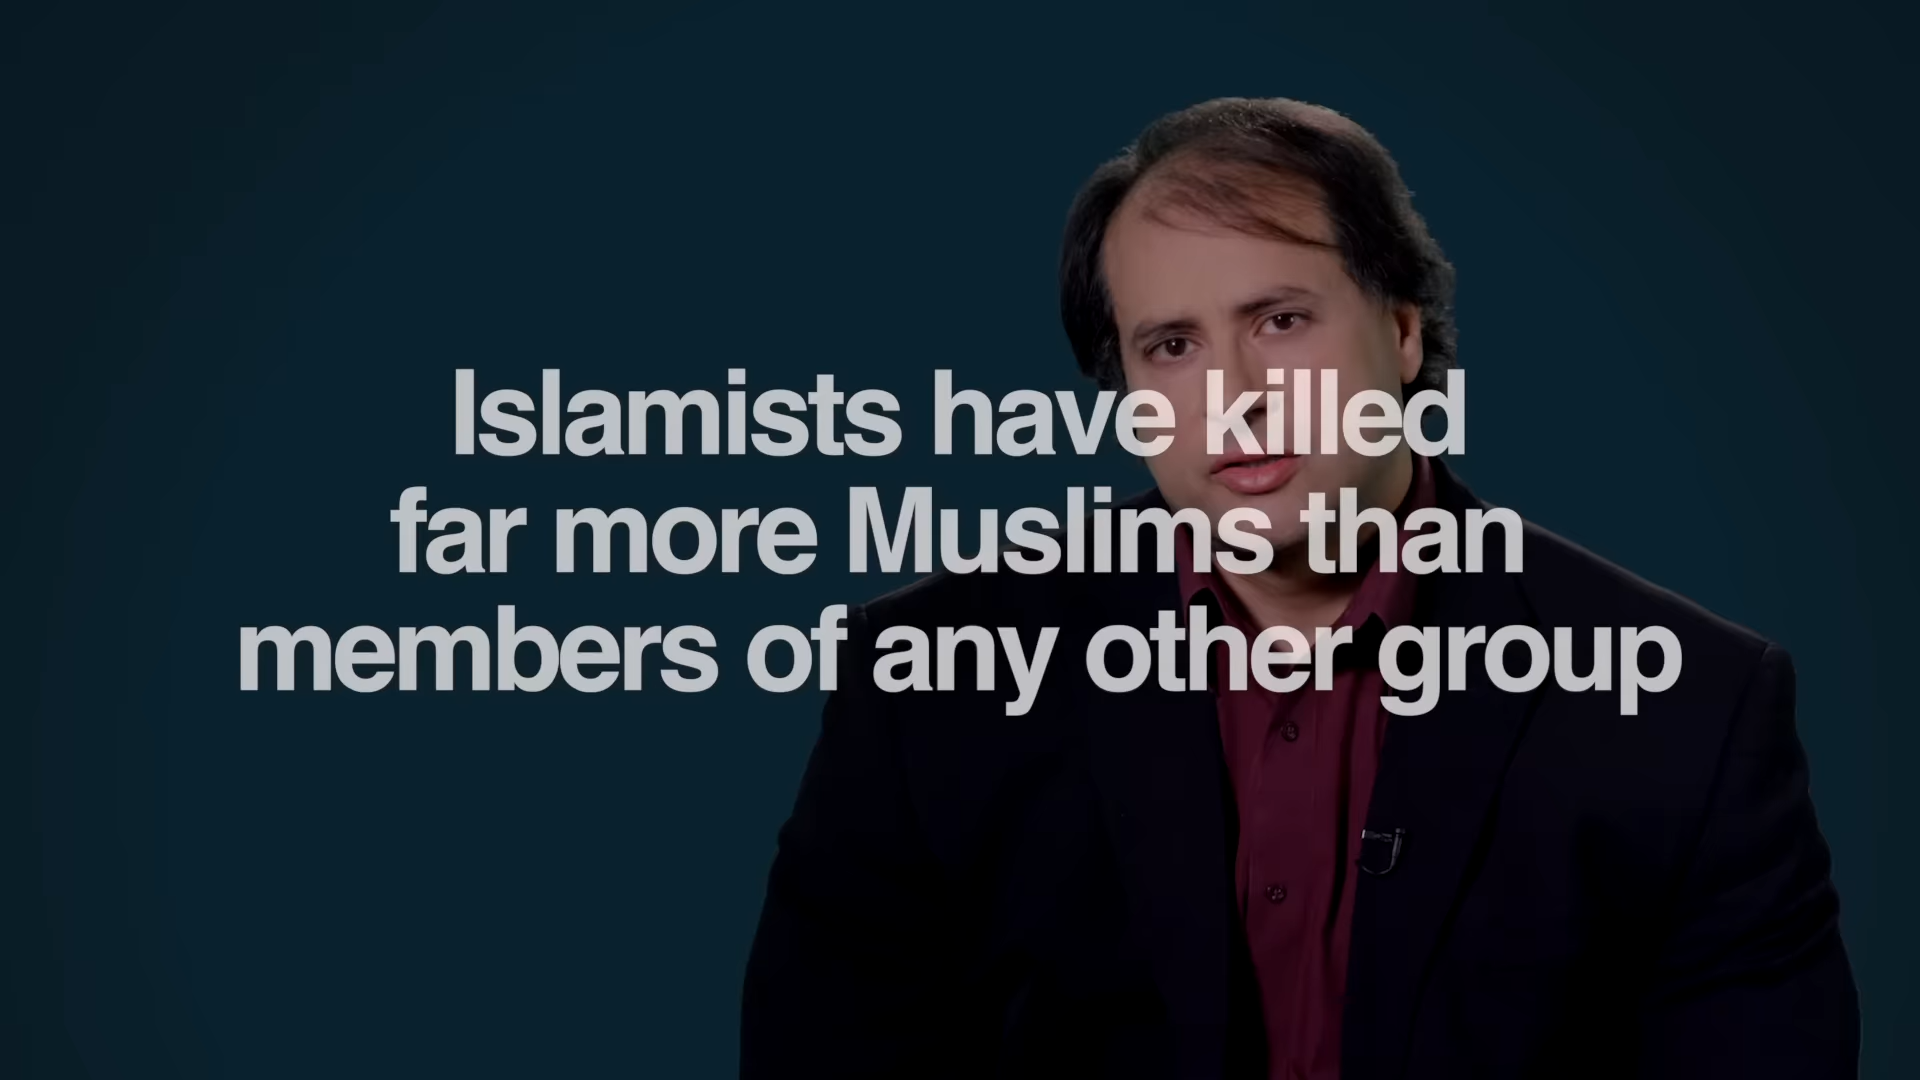 Islamists have killed
far more Muslims than
members of any other group